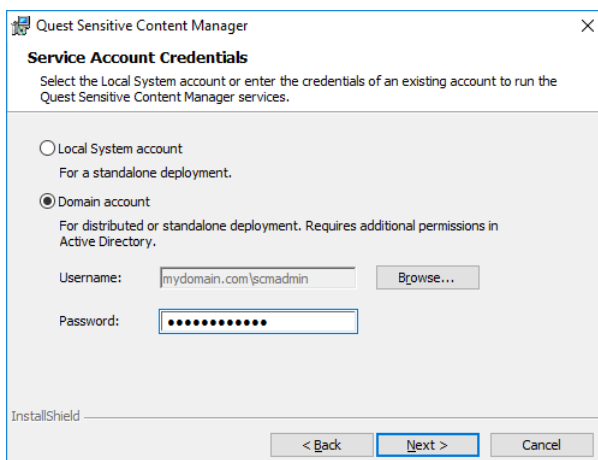 Quest Sensitive Content Manager
Service Account Credentials
Select the Local System account or enter the credentials of an existing account to run the
Quest Sensitive Content Manager services.
Local System account
For a standalone deployment.
Domain account
For distributed or standalone deployment. Requires additional permissions in
Active Directory.
Username: mydomain.com\scmadmin Browse...
Password: ••••••••••••
InstallShield
< Back Next > Cancel